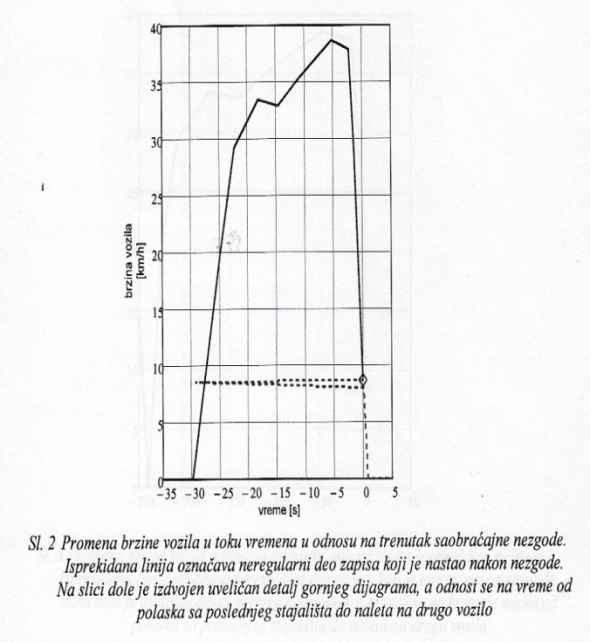 40
35
30
25
20
15
10
5
0
brzina vozila
[km/h]
-35 -30 -25 -20 -15 -10 -5 0 5
vreme [s]
Sl. 2 Promena brzine vozila u toku vremena u odnosu na trenutak saobraćajne nezgode.
Isprekidana linija označava neregularni deo zapisa koji je nastao nakon nezgode.
Na slici dole je izdvojen uveličan detalj gornjeg dijagrama, a odnosi se na vreme od
polaska sa poslednjeg stajališta do naleta na drugo vozilo